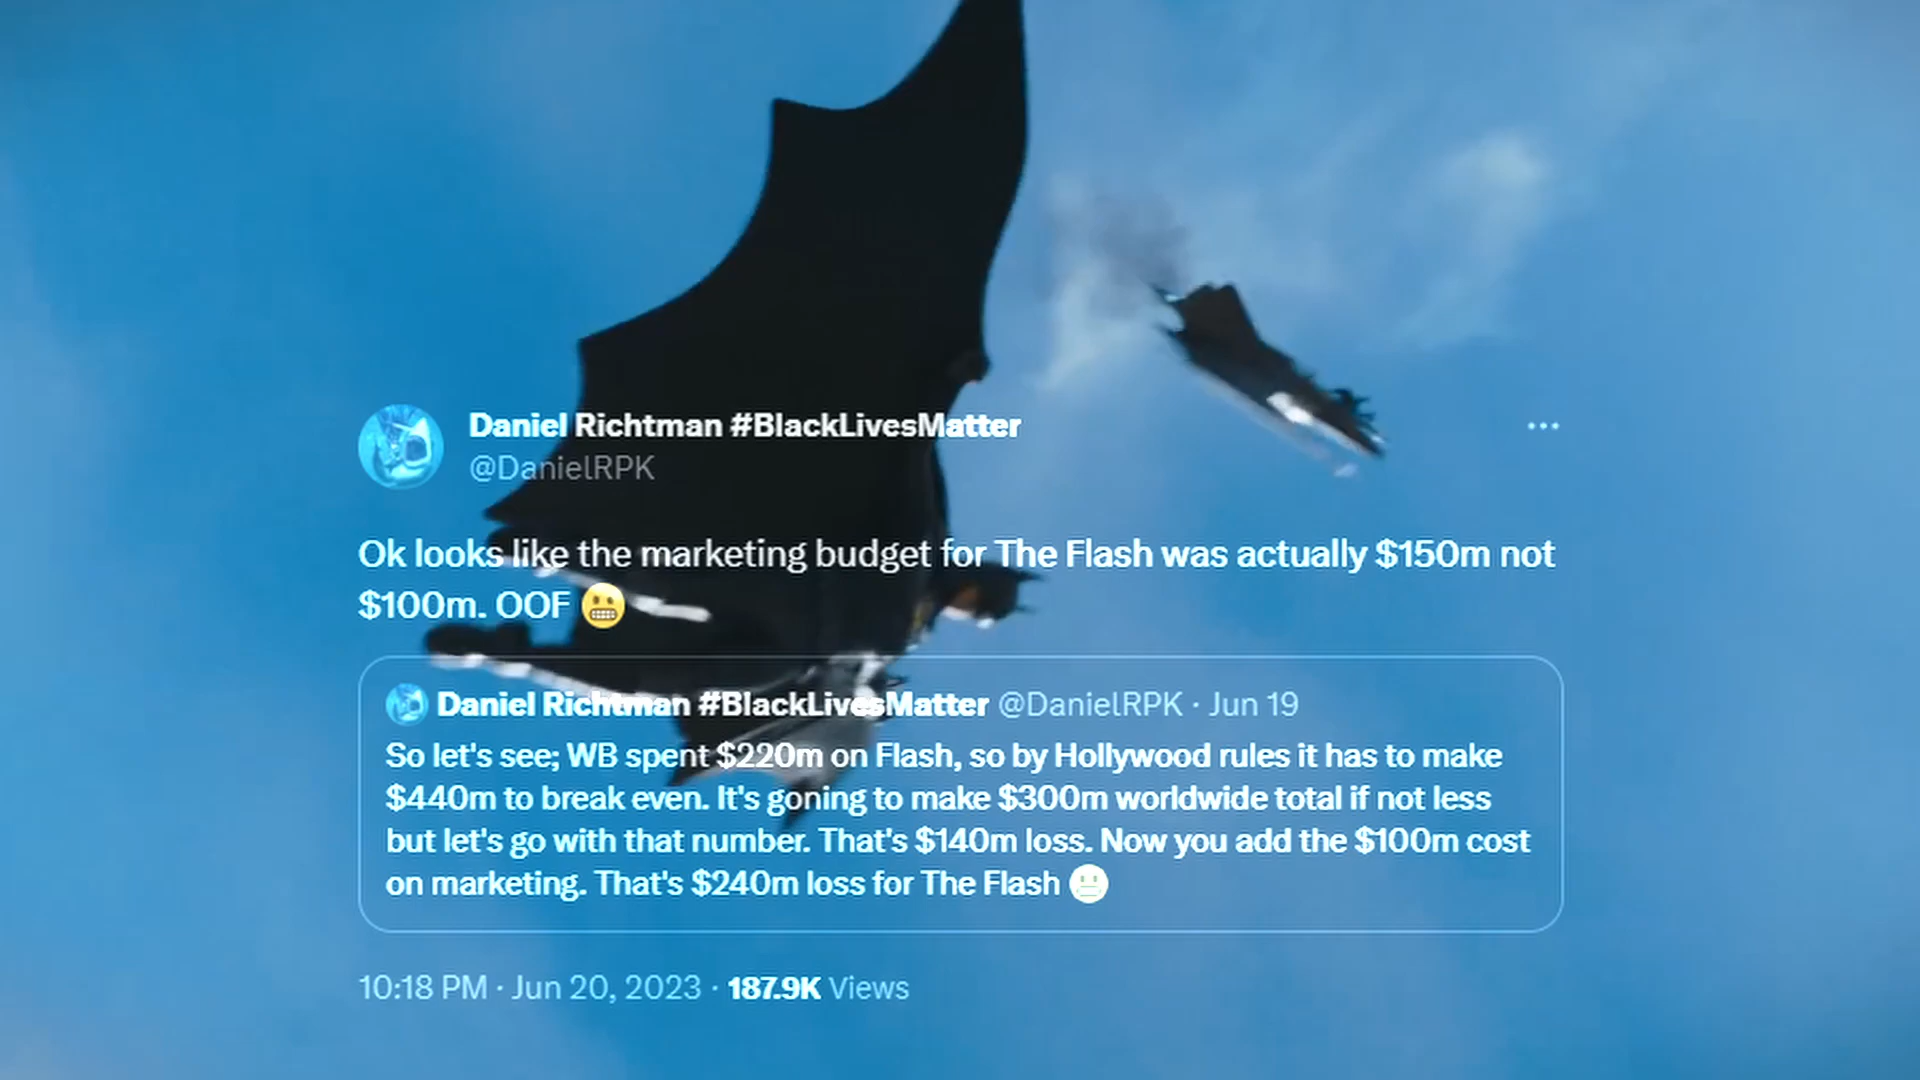 Daniel Richtman #BlackLivesMatter
@DanielRPK
Ok looks like the marketing budget for The Flash was actually $150m not
$100m. OOF 😬
Daniel Richtman #BlackLivesMatter @DanielRPK · Jun 19
So let's see; WB spent $220m on Flash, so by Hollywood rules it has to make
$440m to break even. It's goning to make $300m worldwide total if not less
but let's go with that number. That's $140m loss. Now you add the $100m cost
on marketing. That's $240m loss for The Flash 😬
10:18 PM · Jun 20, 2023 · 187.9K Views